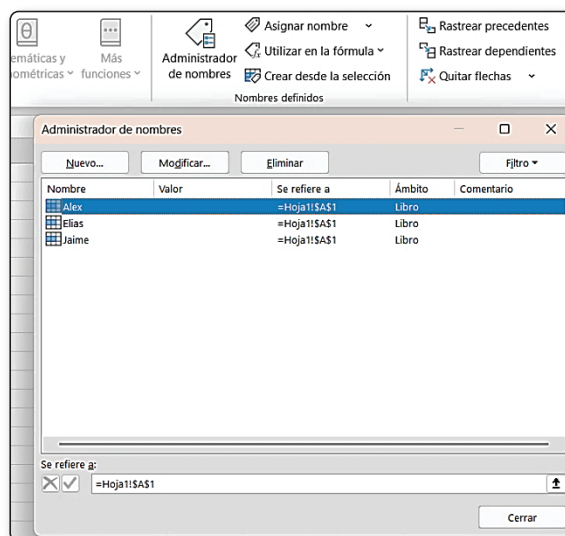 Asignar nombre
Rastrear precedentes
Más
Administrador
Utilizar en la fórmula
Rastrear dependientes
funciones
de nombres
Crear desde la selección
Quitar flechas
Nombres definidos
Administrador de nombres
Nuevo...
Modificar...
Eliminar
Filtro
Nombre Valor Se refiere a Ámbito Comentario
Alex =Hoja1!$A$1 Libro
Elias =Hoja1!$A$1 Libro
Jaime =Hoja1!$A$1 Libro
Se refiere a:
=Hoja1!$A$1
Cerrar